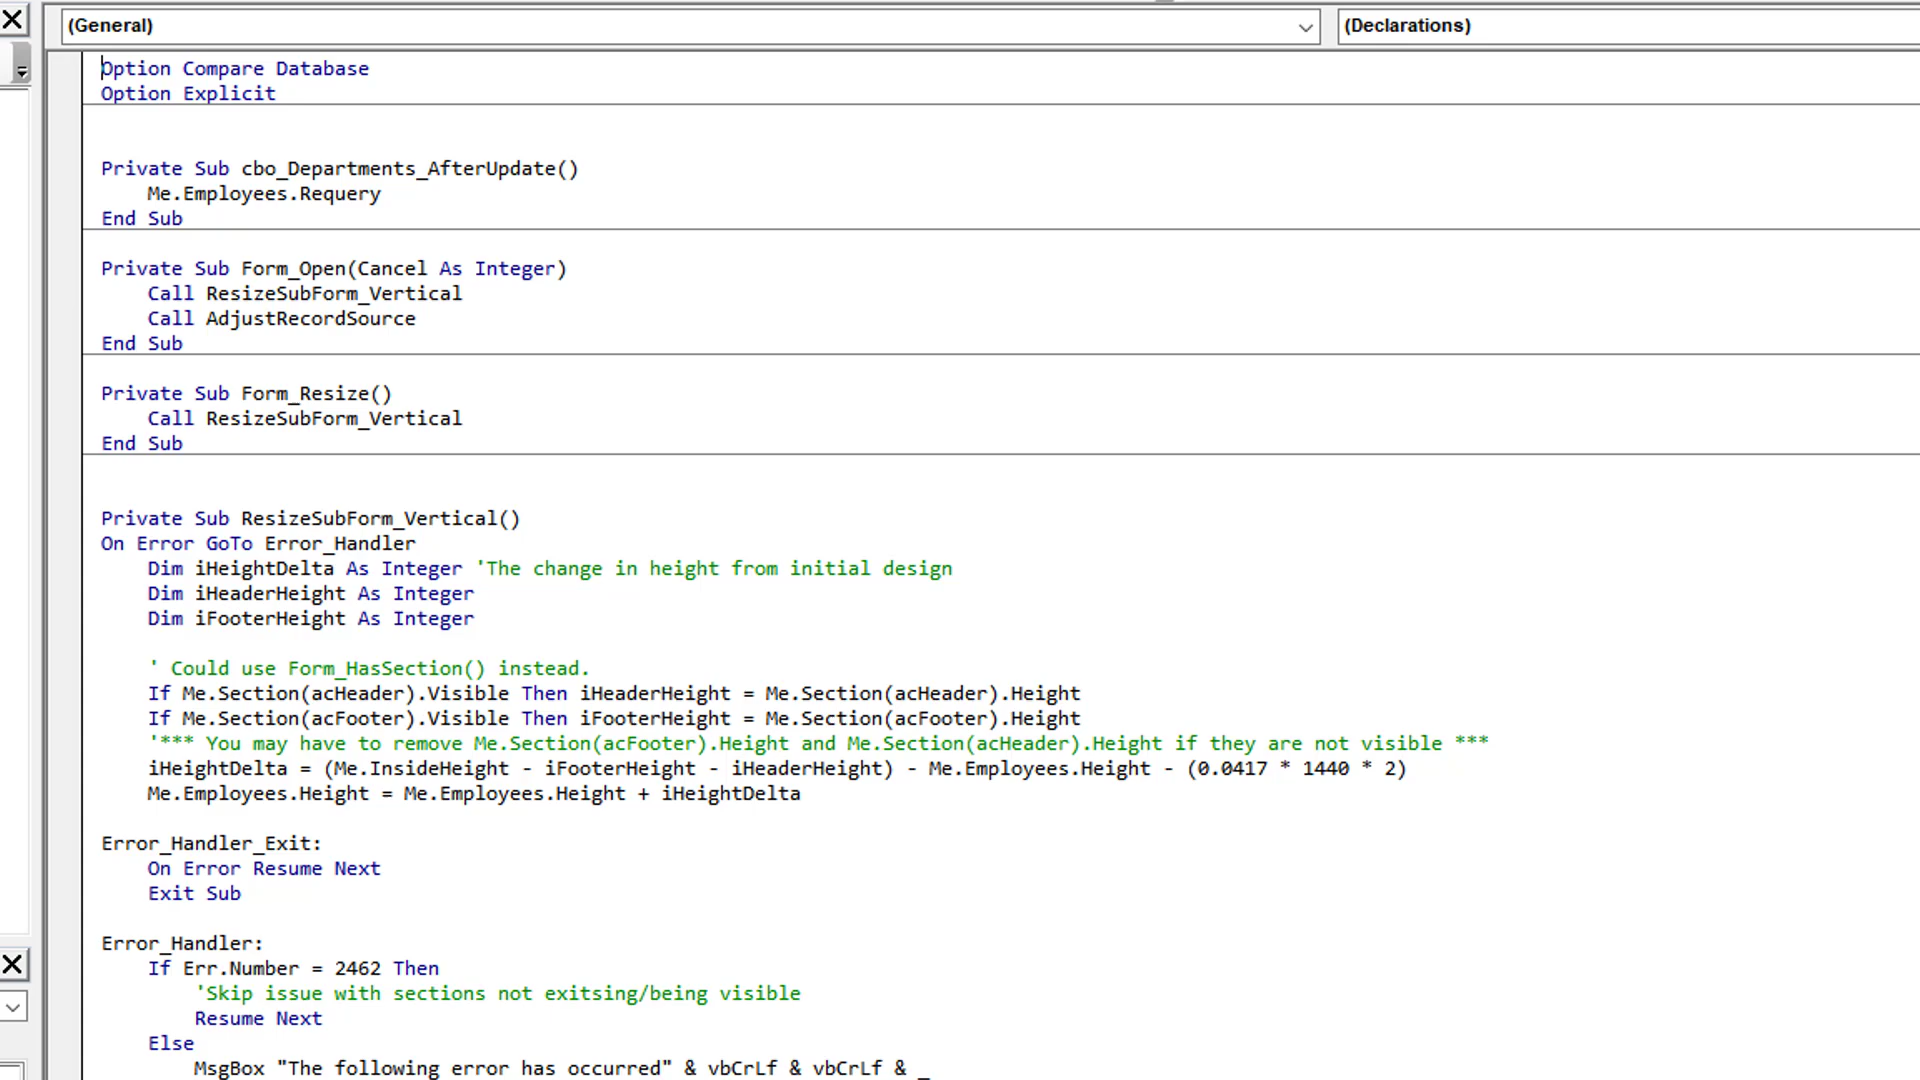 (General) (Declarations)
Option Compare Database
Option Explicit
Private Sub cbo_Departments_AfterUpdate()
Me.Employees.Requery
End Sub
Private Sub Form_Open(Cancel As Integer)
Call ResizeSubForm_Vertical
Call AdjustRecordSource
End Sub
Private Sub Form_Resize()
Call ResizeSubForm_Vertical
End Sub
Private Sub ResizeSubForm_Vertical()
On Error GoTo Error_Handler
Dim iHeightDelta As Integer 'The change in height from initial design
Dim iHeaderHeight As Integer
Dim iFooterHeight As Integer
' Could use Form_HasSection() instead.
If Me.Section(acHeader).Visible Then iHeaderHeight = Me.Section(acHeader).Height
If Me.Section(acFooter).Visible Then iFooterHeight = Me.Section(acFooter).Height
'*** You may have to remove Me.Section(acFooter).Height and Me.Section(acHeader).Height if they are not visible ***
iHeightDelta = (Me.InsideHeight - iFooterHeight - iHeaderHeight) - Me.Employees.Height - (0.0417 * 1440 * 2)
Me.Employees.Height = Me.Employees.Height + iHeightDelta
Error_Handler_Exit:
On Error Resume Next
Exit Sub
Error_Handler:
If Err.Number = 2462 Then
'Skip issue with sections not exitsing/being visible
Resume Next
Else
MsgBox "The following error has occurred" & vbCrLf & vbCrLf & _